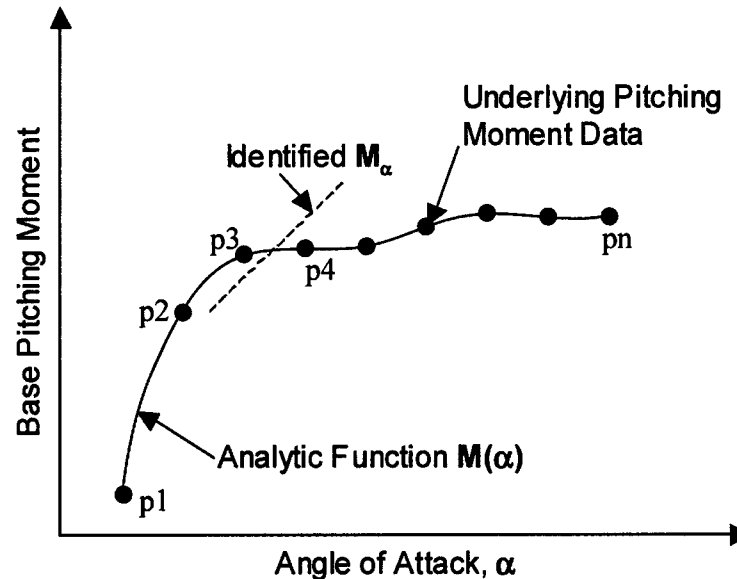 Underlying Pitching
Moment Data
Identified Mα
p3
p4
pn
p2
Base Pitching Moment
Analytic Function M(α)
p1
Angle of Attack, α